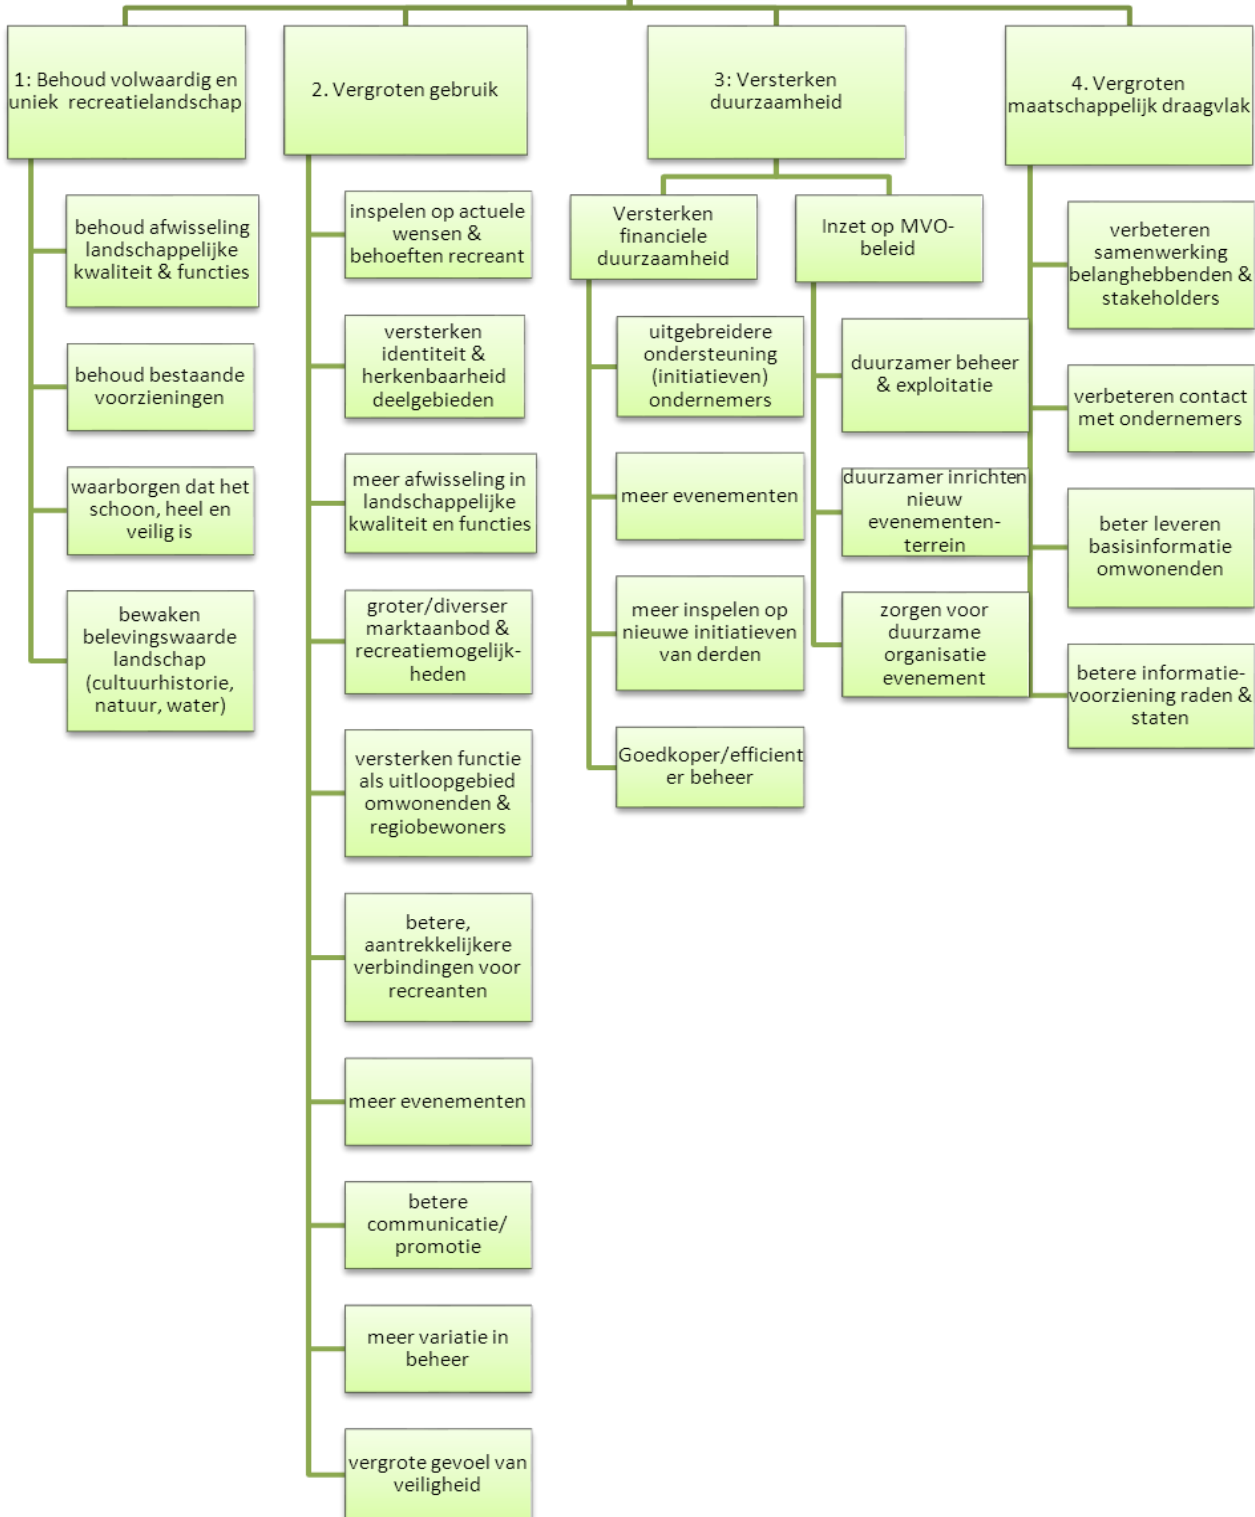 1: Behoud volwaardig en
uniek recreatielandschap
behoud afwisseling
landschappelijke
kwaliteit & functies
behoud bestaande
voorzieningen
waarborgen dat het
schoon, heel en
veilig is
bewaken
belevingswaarde
landschap
(cultuurhistorie,
natuur, water)
2. Vergroten gebruik
inspelen op actuele
wensen &
behoeften recreant
versterken
identiteit &
herkenbaarheid
deelgebieden
meer afwisseling in
landschappelijke
kwaliteit en functies
groter/diverser
marktaanbod &
recreatiemogelijk-
heden
versterken functie
als uitloopgebied
omwonenden &
regiobewoners
betere,
aantrekkelijkere
verbindingen voor
recreanten
meer evenementen
betere
communicatie/
promotie
meer variatie in
beheer
vergrote gevoel van
veiligheid
3: Versterken
duurzaamheid
Versterken
financiele
duurzaamheid
uitgebreidere
ondersteuning
(initiatieven)
ondernemers
meer evenementen
meer inspelen op
nieuwe initiatieven
van derden
Goedkoper/efficient
er beheer
Inzet op MVO-
beleid
duurzamer beheer
& exploitatie
duurzamer inrichten
nieuw
evenementen-
terrein
zorgen voor
duurzame
organisatie
evenement
4. Vergroten
maatschappelijk draagvlak
verbeteren
samenwerking
belanghebbenden &
stakeholders
verbeteren contact
met ondernemers
beter leveren
basisinformatie
omwonenden
betere informatie-
voorziening raden &
staten